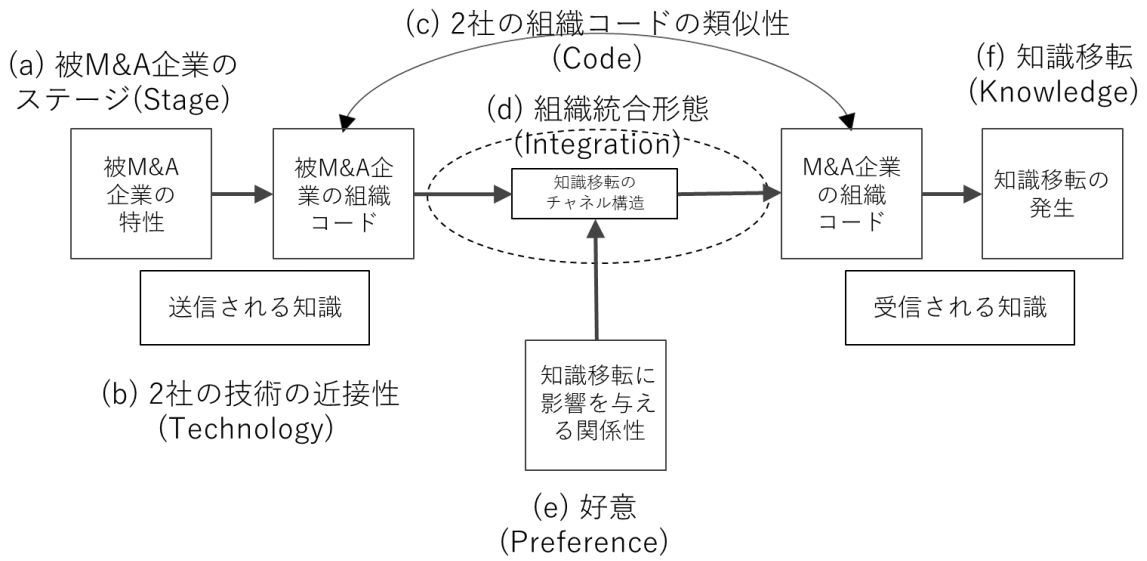 (c) 2社の組織コードの類似性
(Code)
(a) 被M&A企業の
ステージ(Stage)
(f) 知識移転
(Knowledge)
(d) 組織統合形態
(Integration)
被M&A
企業の
特性
被M&A企
業の組織
コード
知識移転の
チャネル構造
M&A企業
の組織
コード
知識移転の
発生
送信される知識
受信される知識
(b) 2社の技術の近接性
(Technology)
知識移転に
影響を与え
る関係性
(e) 好意
(Preference)